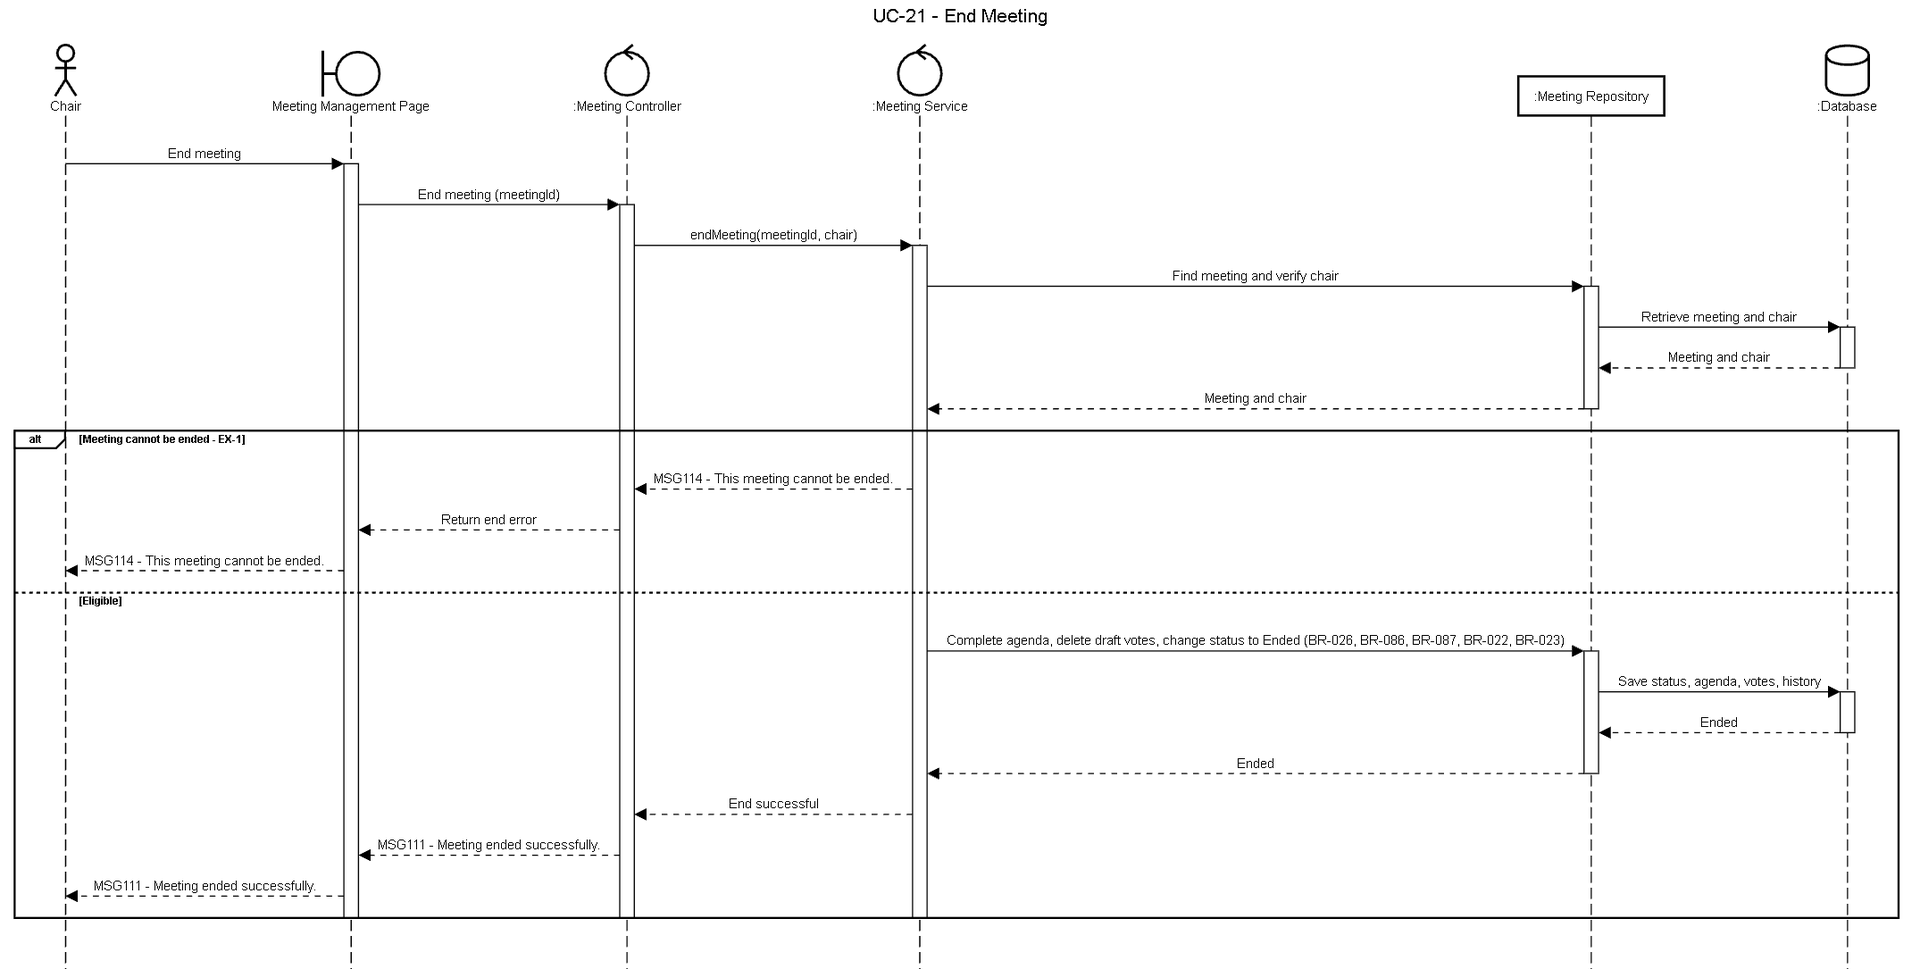 UC-21 - End Meeting
Chair
Meeting Management Page
:Meeting Controller
:Meeting Service
:Meeting Repository
:Database
End meeting
End meeting (meetingId)
endMeeting(meetingId, chair)
Find meeting and verify chair
Retrieve meeting and chair
Meeting and chair
Meeting and chair
alt
[Meeting cannot be ended - EX-1]
MSG114 - This meeting cannot be ended.
Return end error
MSG114 - This meeting cannot be ended.
[Eligible]
Complete agenda, delete draft votes, change status to Ended (BR-026, BR-086, BR-087, BR-022, BR-023)
Save status, agenda, votes, history
Ended
Ended
End successful
MSG111 - Meeting ended successfully.
MSG111 - Meeting ended successfully.